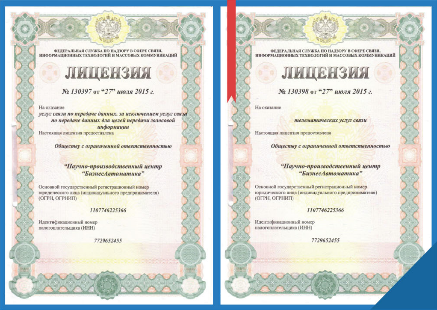 ФЕДЕРАЛЬНАЯ СЛУЖБА ПО НАДЗОРУ В СФЕРЕ СВЯЗИ,
ИНФОРМАЦИОННЫХ ТЕХНОЛОГИЙ И МАССОВЫХ КОММУНИКАЦИЙ
ЛИЦЕНЗИЯ
№ 130397 от "27" июля 2015 г.
На оказание
услуг связи по передаче данных, за исключением услуг связи
по передаче данных для целей передачи голосовой
информации
Настоящая лицензия предоставлена
Обществу с ограниченной ответственностью
"Научно-производственный центр
"БизнесАвтоматика"
Основной государственный регистрационный номер
юридического лица (индивидуального предпринимателя)
(ОГРН, ОГРНИП)
1107746225366
Идентификационный номер
налогоплательщика (ИНН)
7729652455
ФЕДЕРАЛЬНАЯ СЛУЖБА ПО НАДЗОРУ В СФЕРЕ СВЯЗИ,
ИНФОРМАЦИОННЫХ ТЕХНОЛОГИЙ И МАССОВЫХ КОММУНИКАЦИЙ
ЛИЦЕНЗИЯ
№ 130398 от "27" июля 2015 г.
На оказание
телематических услуг связи
Настоящая лицензия предоставлена
Обществу с ограниченной ответственностью
"Научно-производственный центр
"БизнесАвтоматика"
Основной государственный регистрационный номер
юридического лица (индивидуального предпринимателя)
(ОГРН, ОГРНИП)
1107746225366
Идентификационный номер
налогоплательщика (ИНН)
7729652455